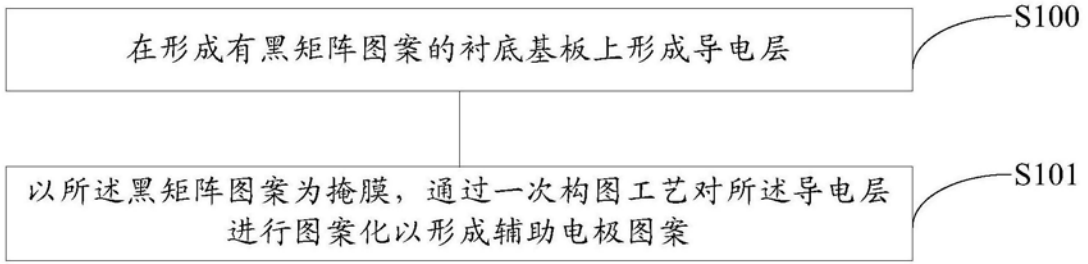 S100
在形成有黑矩阵图案的衬底基板上形成导电层
S101
以所述黑矩阵图案为掩膜，通过一次构图工艺对所述导电层
进行图案化以形成辅助电极图案